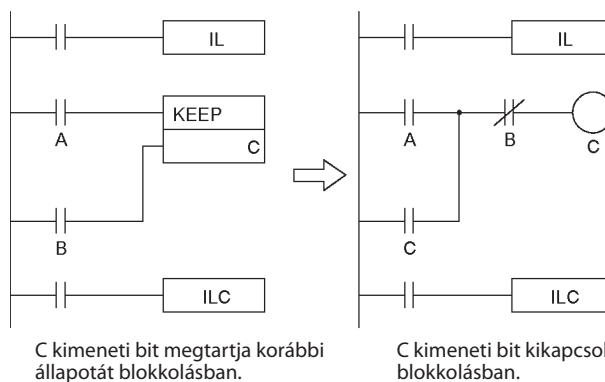 IL
A
KEEP
C
B
ILC
C kimeneti bit megtartja korábbi
állapotát blokkolásban.
IL
A
B
C
C
ILC
C kimeneti bit kikapcsol
blokkolásban.